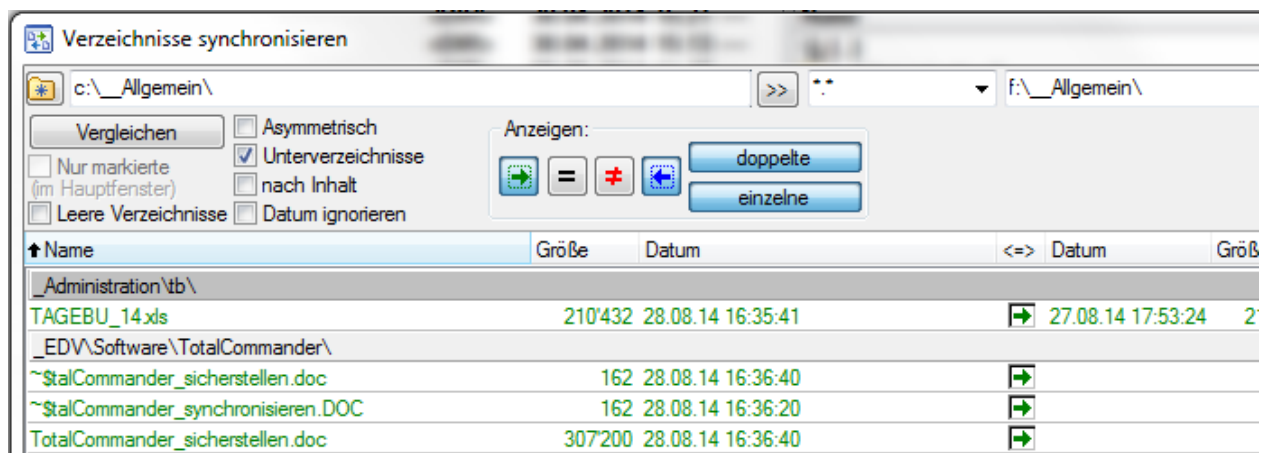 Verzeichnisse synchronisieren
c:\__Allgemein\ >> *.* f:\__Allgemein\
Vergleichen Asymmetrisch Anzeigen:
Nur markierte Unterverzeichnisse doppelte
(im Hauptfenster) nach Inhalt = ≠ einzelne
Leere Verzeichnisse Datum ignorieren
Name Größe Datum <=> Datum Größ
_Administration\tb\
TAGEBU_14.xls 210'432 28.08.14 16:35:41 27.08.14 17:53:24 2
_EDV\Software\TotalCommander\
~$talCommander_sicherstellen.doc 162 28.08.14 16:36:40
~$talCommander_synchronisieren.DOC 162 28.08.14 16:36:20
TotalCommander_sicherstellen.doc 307'200 28.08.14 16:36:40